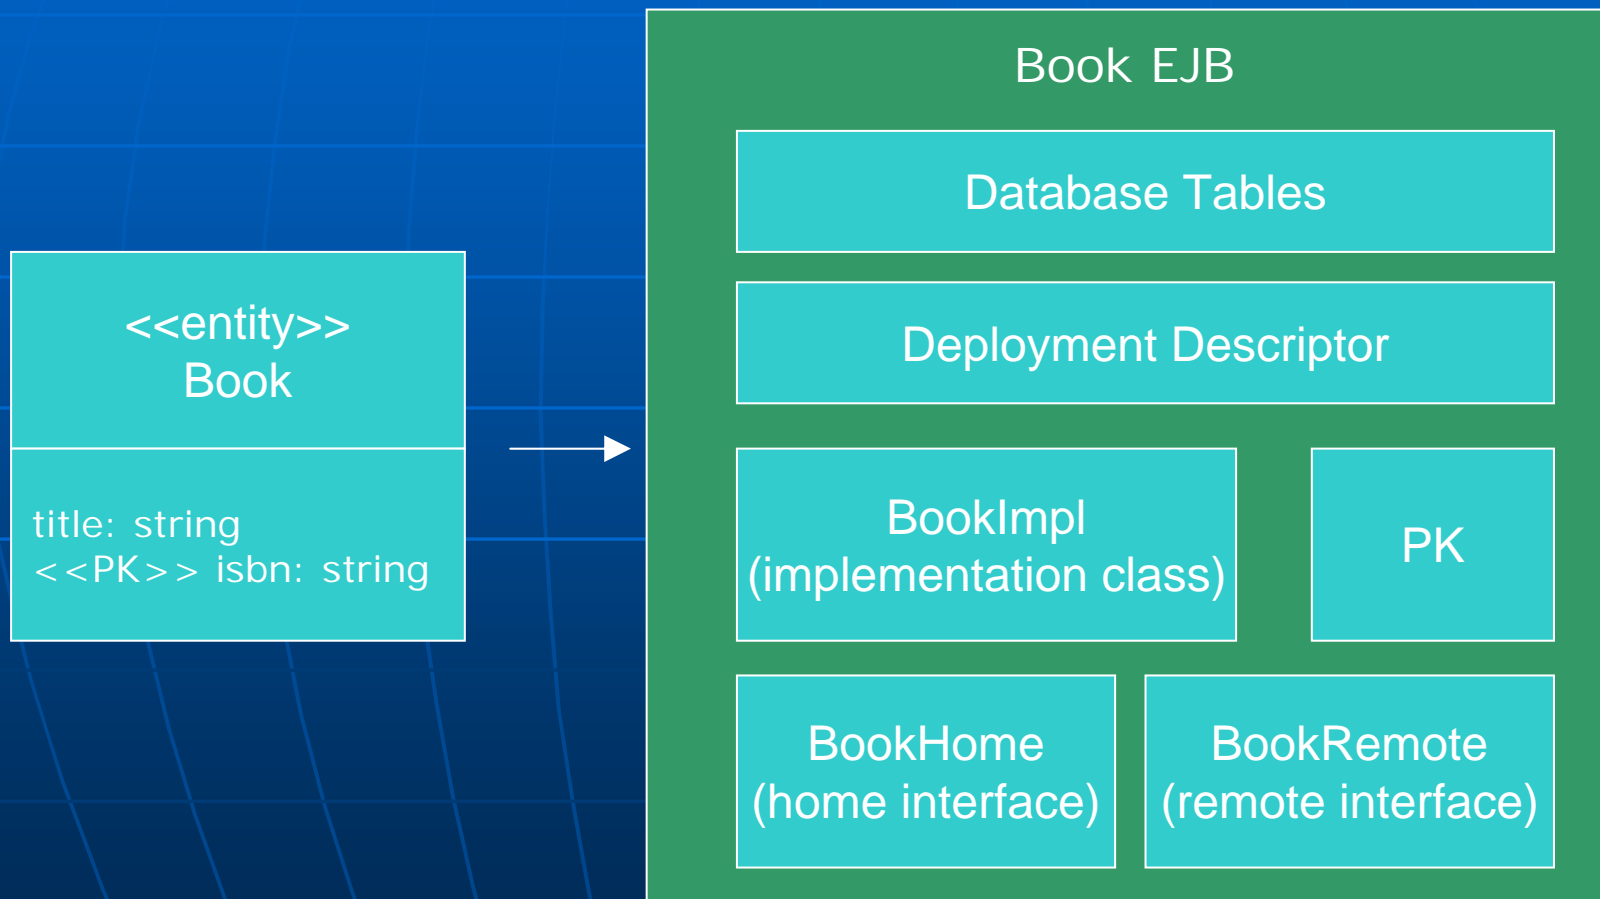 <<entity>>
Book
title: string
<<PK>> isbn: string
Book EJB
Database Tables
Deployment Descriptor
BookImpl
(implementation class)
PK
BookHome
(home interface)
BookRemote
(remote interface)